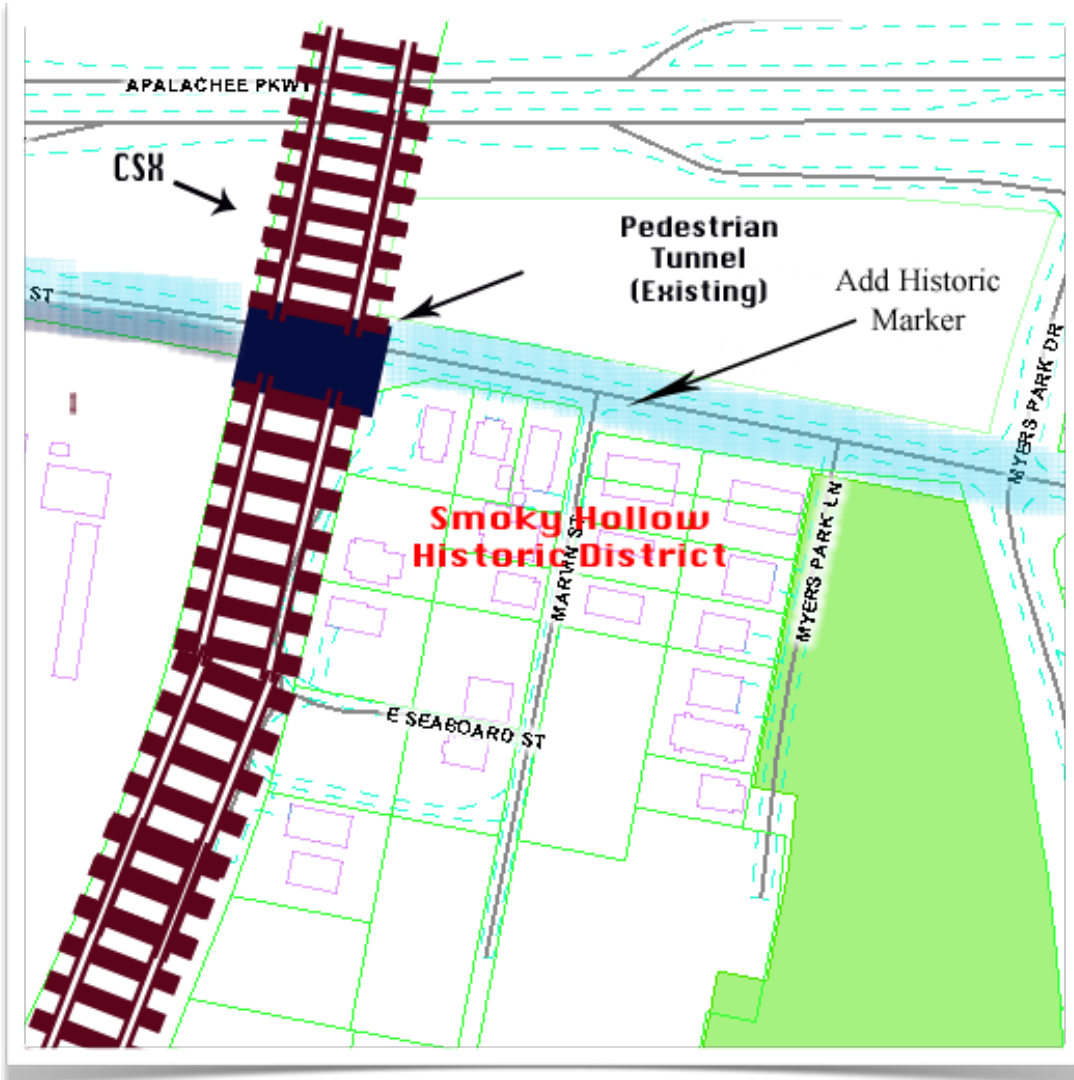 APALACHEE PKWY
CSX
Pedestrian
Tunnel
(Existing)
Add Historic
Marker
ST
MYERS PARK DR
Smoky Hollow
Historic District
MARVIN ST
MYERS PARK LN
E SEABOARD ST